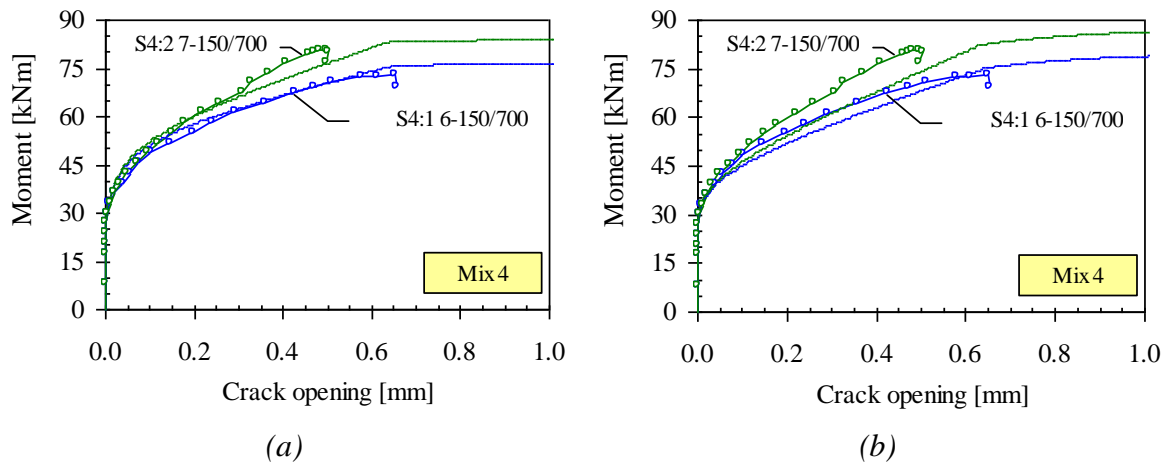 Moment [kNm]
90
75
60
45
30
15
0
S4:2 7-150/700
S4:1 6-150/700
Mix 4
0.0 0.2 0.4 0.6 0.8 1.0
Crack opening [mm]
(a)
Moment [kNm]
90
75
60
45
30
15
0
S4:2 7-150/700
S4:1 6-150/700
Mix 4
0.0 0.2 0.4 0.6 0.8 1.0
Crack opening [mm]
(b)